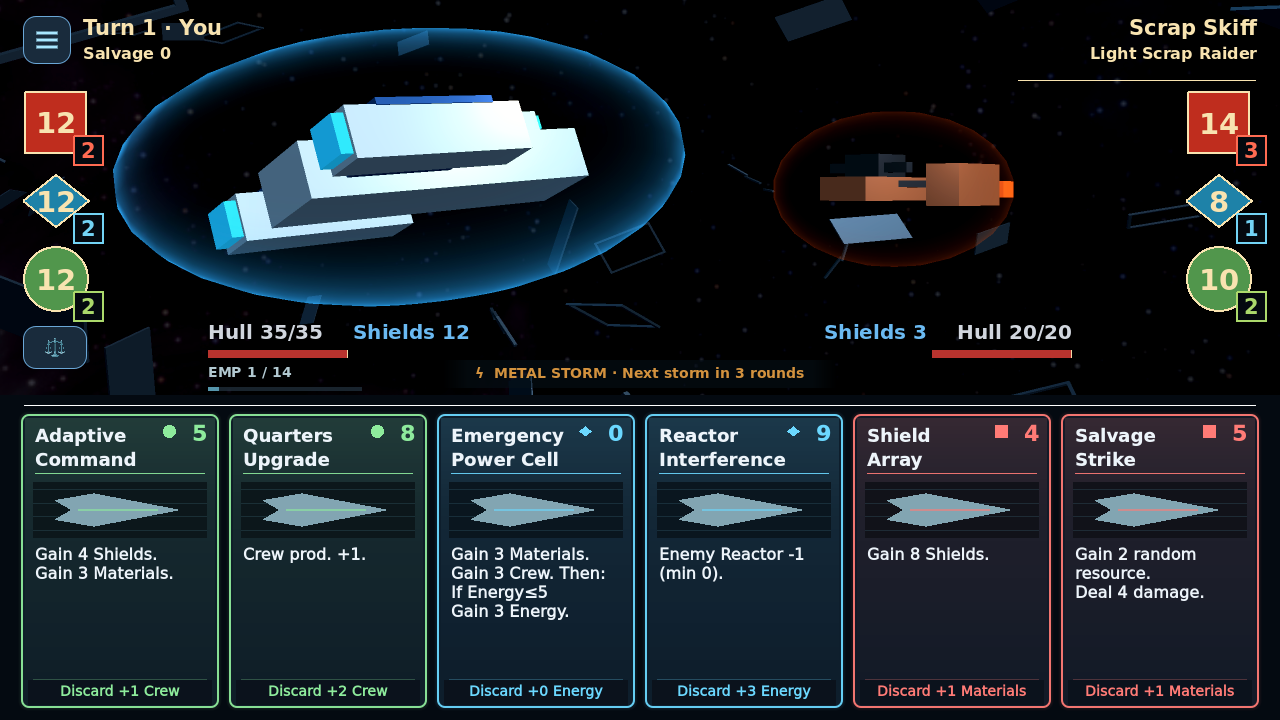 Turn 1 · You
Salvage 0
Scrap Skiff
Light Scrap Raider
12
2
12
2
12
2
14
3
8
1
10
2
Hull 35/35 Shields 12
Shields 3 Hull 20/20
EMP 1 / 14
METAL STORM · Next storm in 3 rounds
Adaptive
Command
5
Gain 4 Shields.
Gain 3 Materials.
Discard +1 Crew
Quarters
Upgrade
8
Crew prod. +1.
Discard +2 Crew
Emergency
Power Cell
0
Gain 3 Materials.
Gain 3 Crew. Then:
If Energy≤5
Gain 3 Energy.
Discard +0 Energy
Reactor
Interference
9
Enemy Reactor -1
(min 0).
Discard +3 Energy
Shield
Array
4
Gain 8 Shields.
Discard +1 Materials
Salvage
Strike
5
Gain 2 random
resource.
Deal 4 damage.
Discard +1 Materials